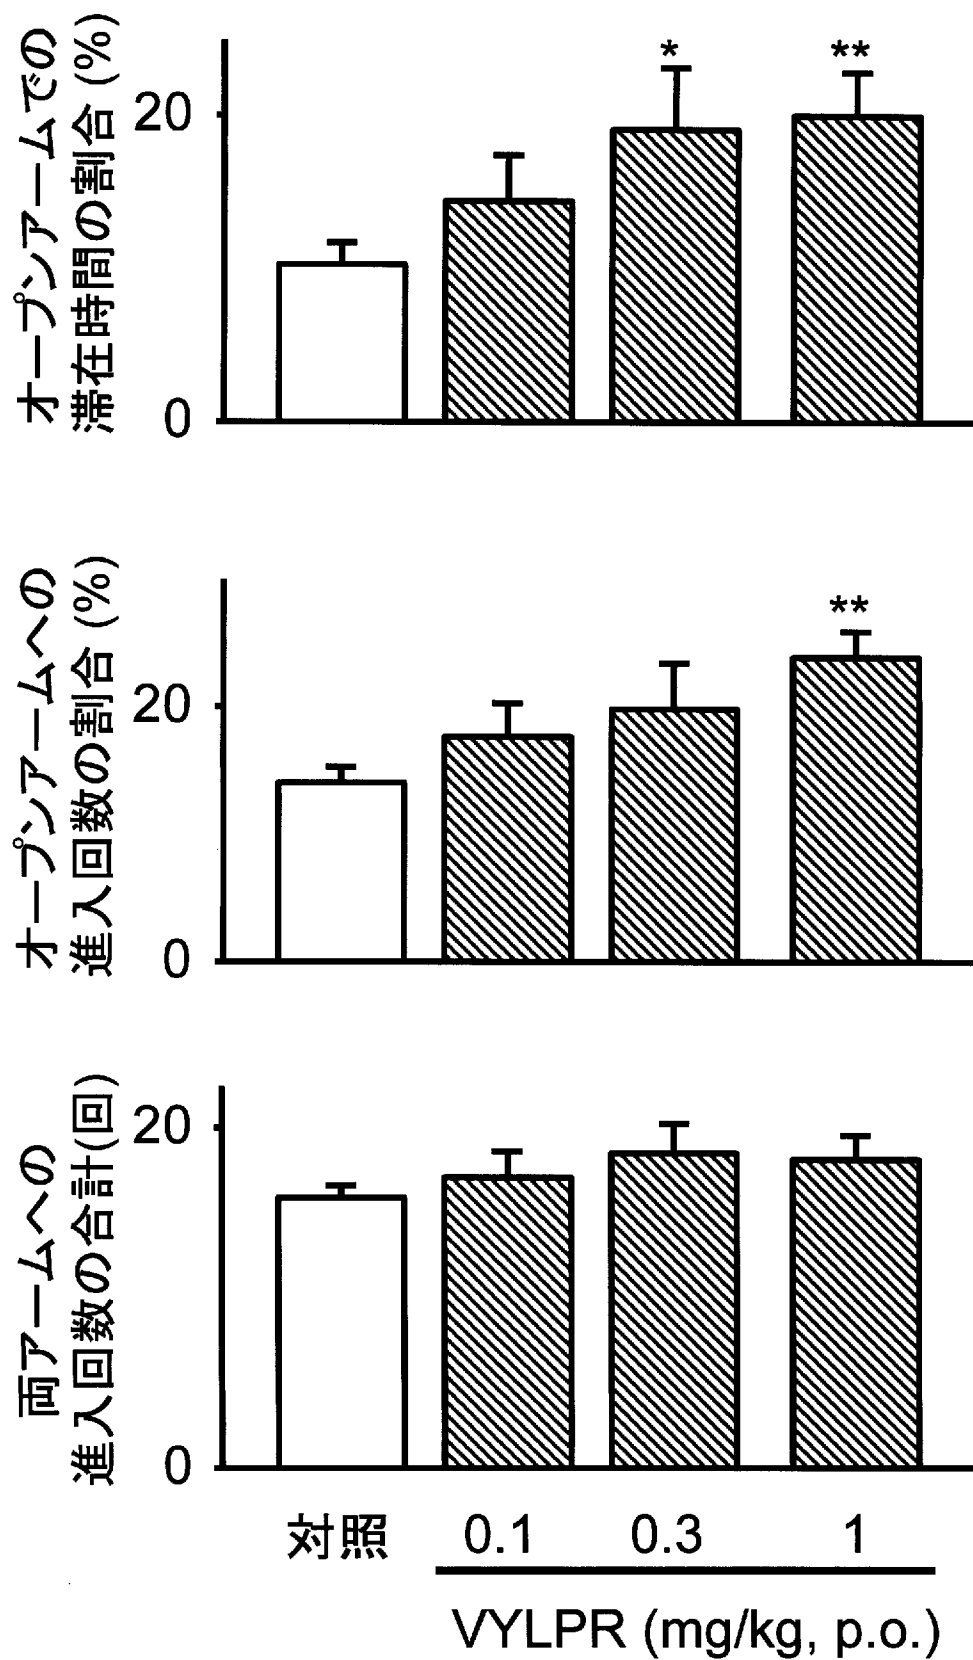 オープンアームでの
滞在時間の割合 (%)
20
0
*
**
オープンアームへの
進入回数の割合 (%)
20
0
**
両アームへの
進入回数の合計(回)
20
0
対照
0.1
0.3
1
VYLPR (mg/kg, p.o.)